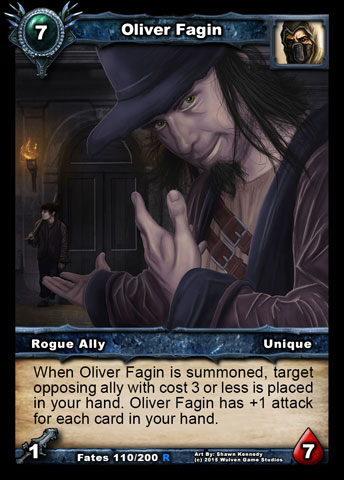 7
Oliver Fagin
Rogue Ally Unique
When Oliver Fagin is summoned, target
opposing ally with cost 3 or less is placed
in your hand. Oliver Fagin has +1 attack
for each card in your hand.
1
Fates 110/200 R
Art By: Shawn Kennedy
(c) 2015 Wulven Game Studios
7